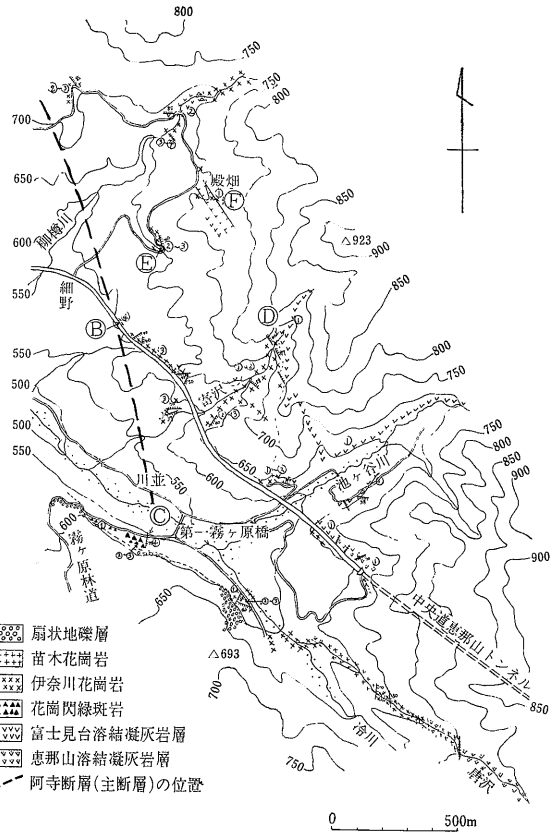 800
750
750
800
700
650
殿畑
Ⓕ
850
御樽川
600
△923
900
Ⓔ
550
細野
850
Ⓓ
Ⓑ
550
800
750
500
700
500
750
池ヶ谷川
800
650
850
550
川並
550
600
900
Ⓒ
第一霧ヶ原橋
600
霧ヶ原林道
900
650
中央道恵那山トンネル
扇状地礫層
苗木花崗岩
△693
伊奈川花崗岩
700
850
花崗閃緑斑岩
冷川
富士見台溶結凝灰岩層
750
恵那山溶結凝灰岩層
唐沢
阿寺断層(主断層)の位置
0 500m